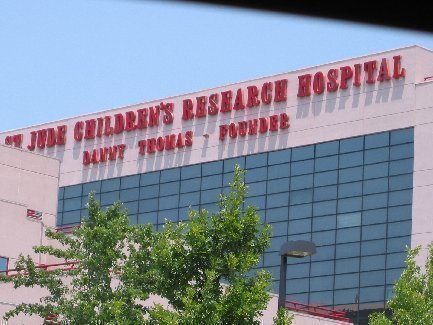 ST. JUDE CHILDREN'S RESEARCH HOSPITAL
DANNY THOMAS - FOUNDER